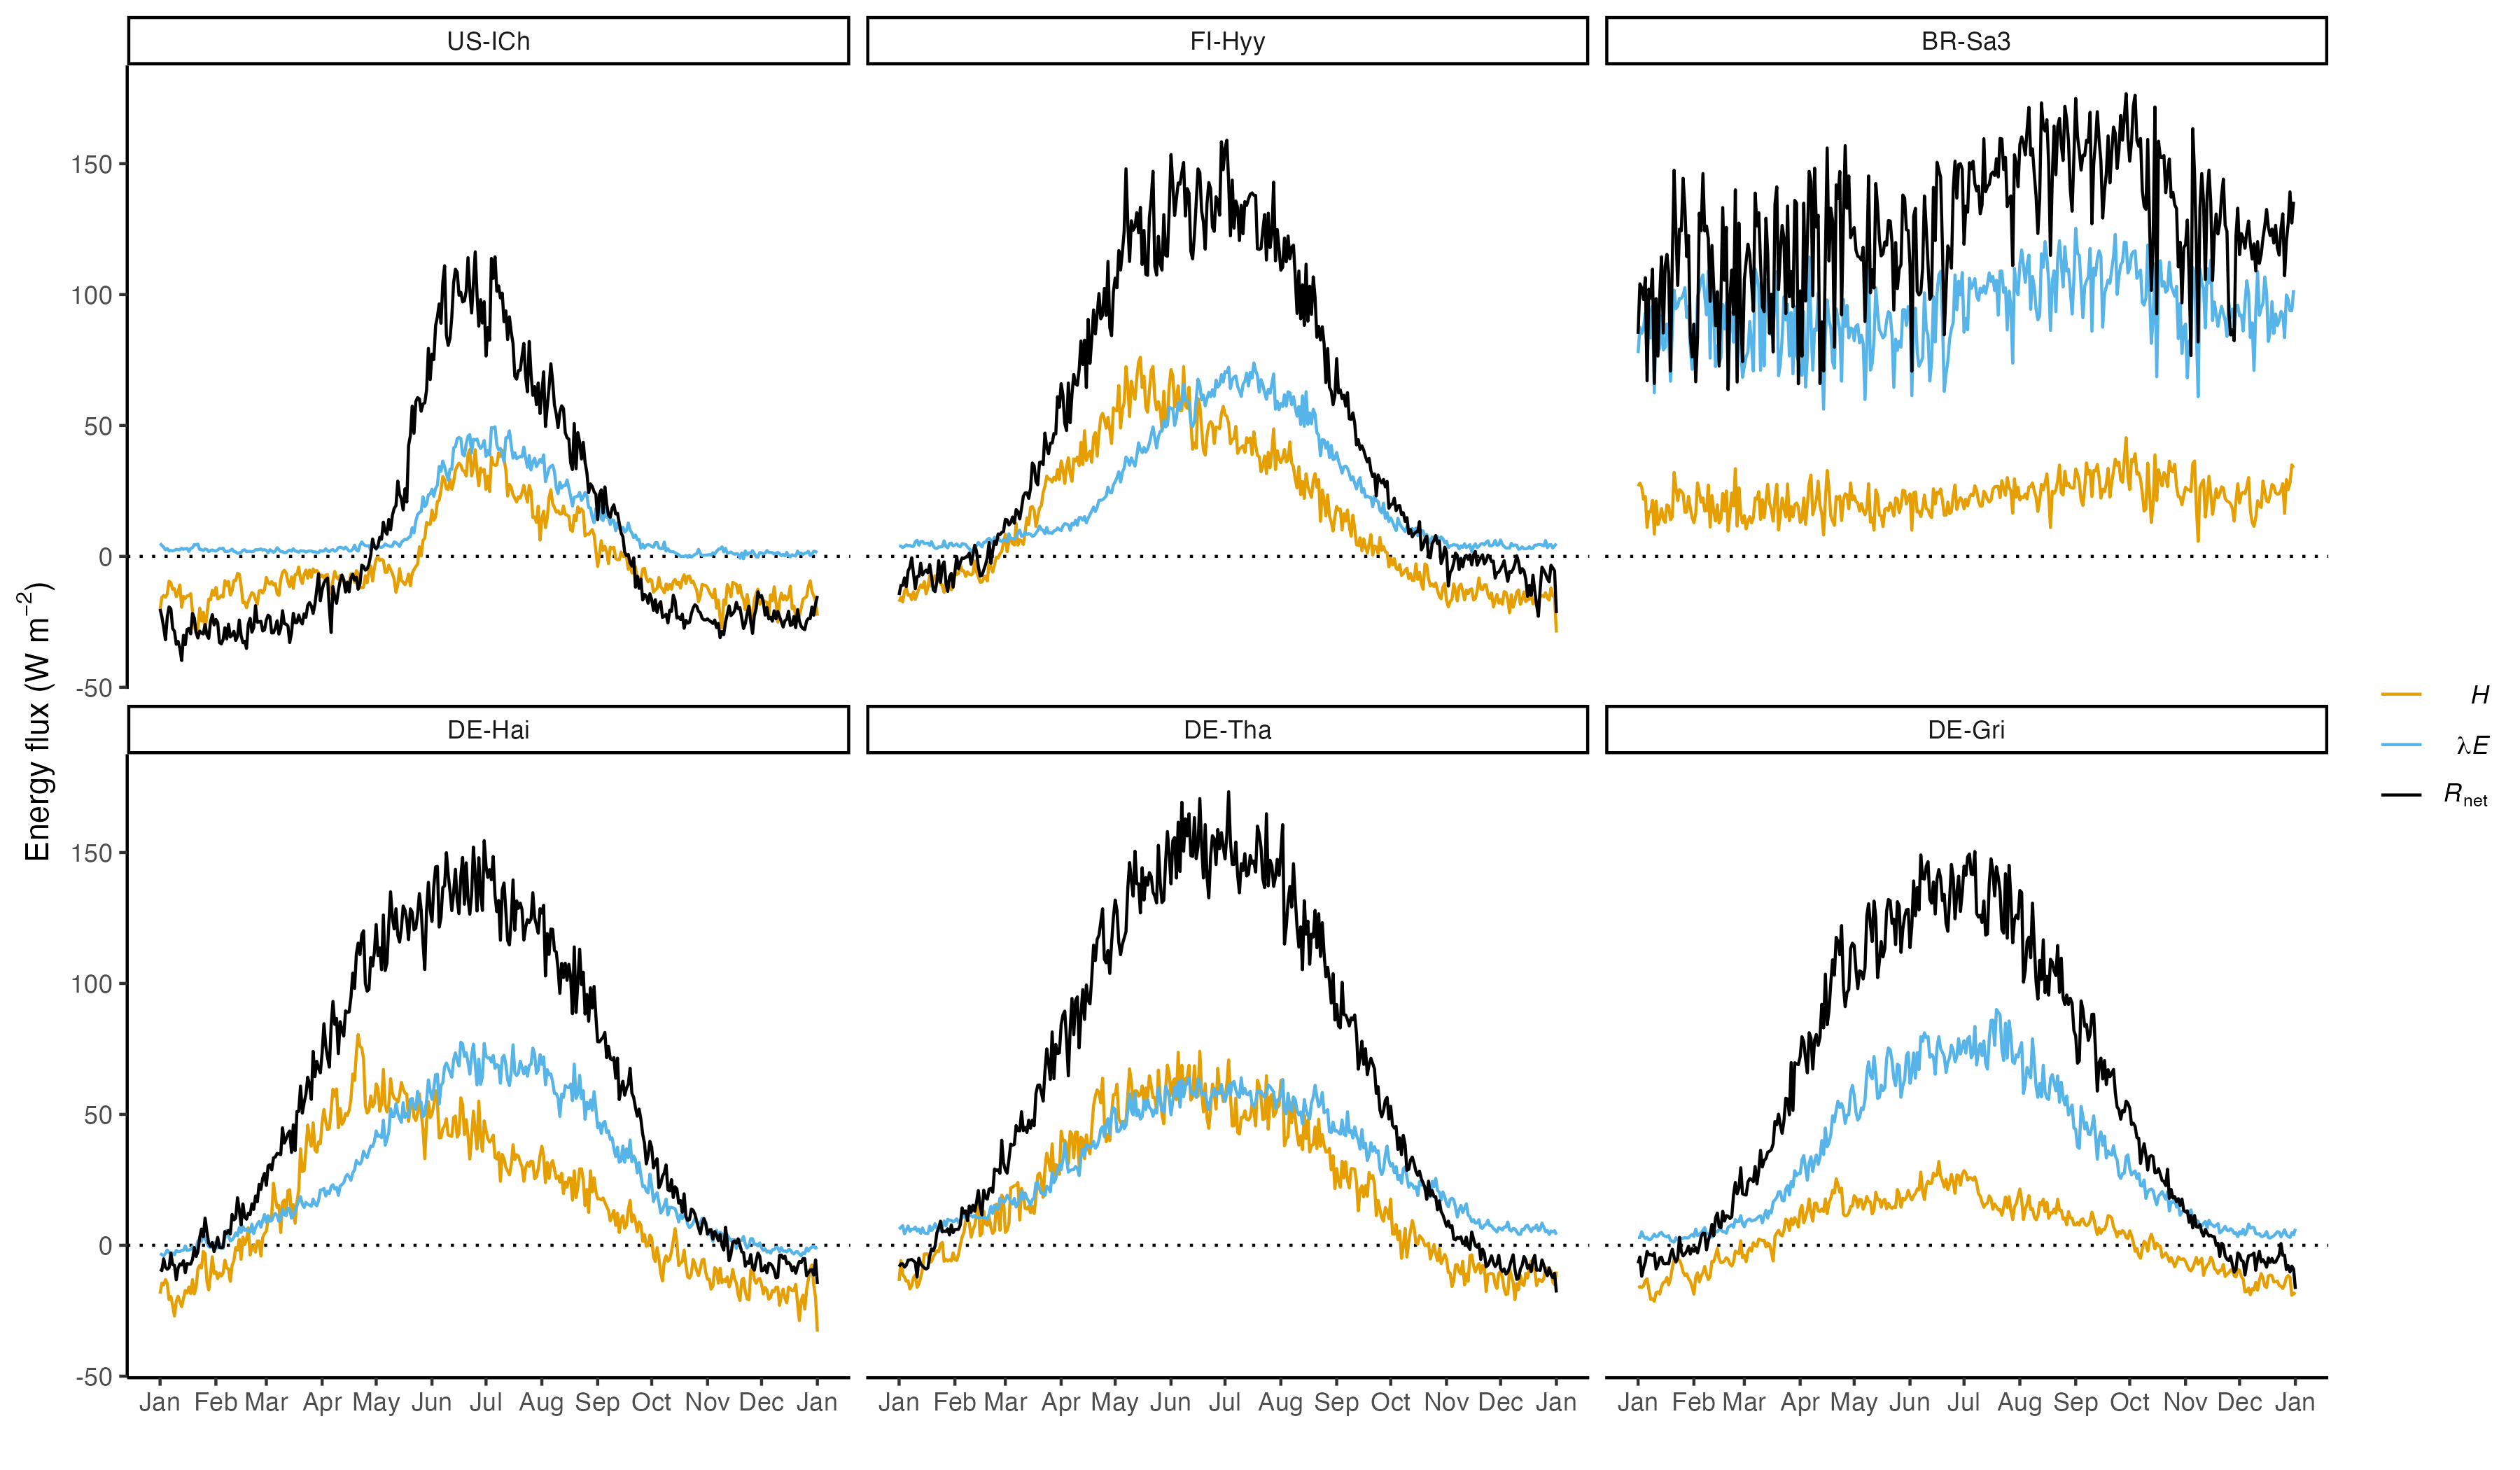 US-ICh
FI-Hyy
BR-Sa3
150
100
50
0
-50
Energy flux (W m⁻²)
H
λE
Rnet
DE-Hai
DE-Tha
DE-Gri
150
100
50
0
-50
Jan Feb Mar Apr May Jun Jul Aug Sep Oct Nov Dec Jan
Jan Feb Mar Apr May Jun Jul Aug Sep Oct Nov Dec Jan
Jan Feb Mar Apr May Jun Jul Aug Sep Oct Nov Dec Jan